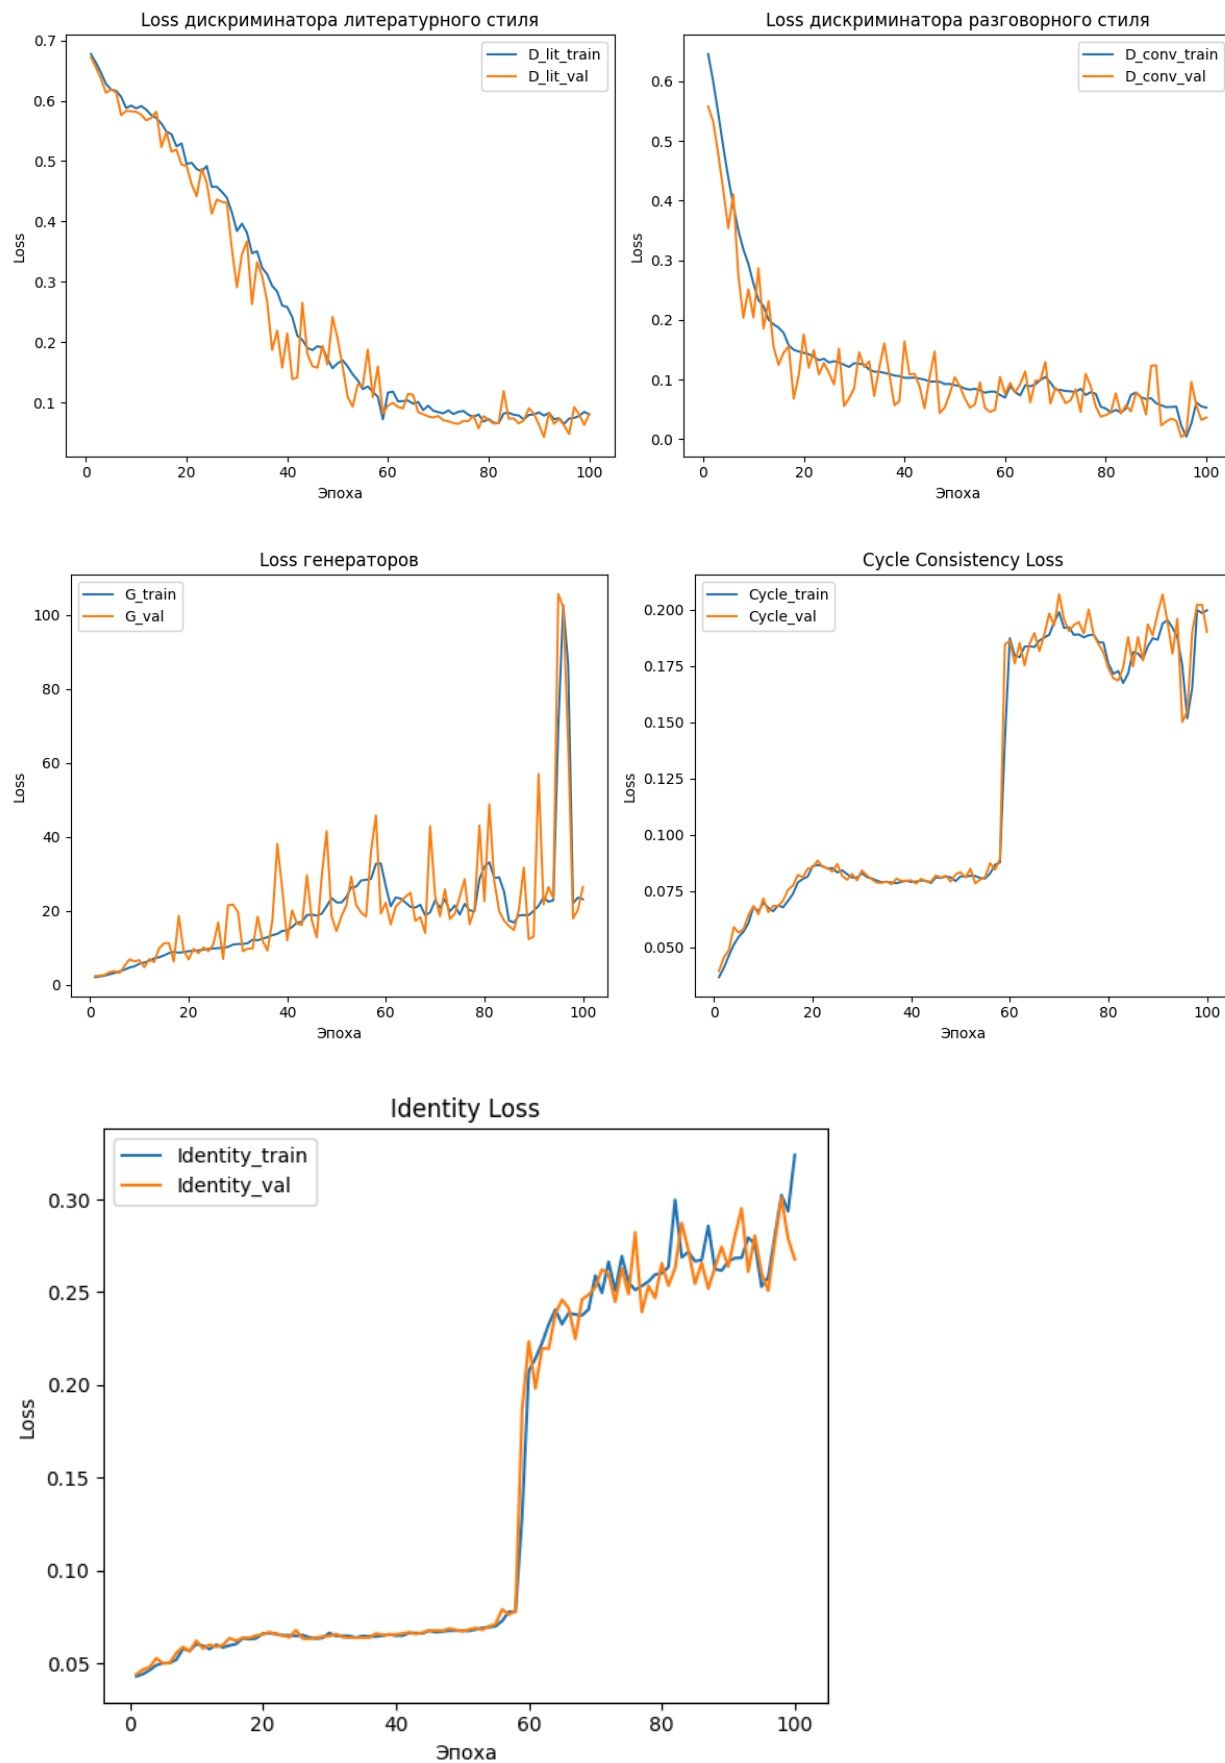 Loss дискриминатора литературного стиля
D_lit_train
D_lit_val
0.7
0.6
0.5
0.4
0.3
0.2
0.1
Loss
0 20 40 60 80 100
Эпоха
Loss дискриминатора разговорного стиля
D_conv_train
D_conv_val
0.6
0.5
0.4
0.3
0.2
0.1
0.0
Loss
0 20 40 60 80 100
Эпоха
Loss генераторов
G_train
G_val
100
80
60
40
20
0
Loss
0 20 40 60 80 100
Эпоха
Cycle Consistency Loss
Cycle_train
Cycle_val
0.200
0.175
0.150
0.125
0.100
0.075
0.050
Loss
0 20 40 60 80 100
Эпоха
Identity Loss
Identity_train
Identity_val
0.30
0.25
0.20
0.15
0.10
0.05
Loss
0 20 40 60 80 100
Эпоха